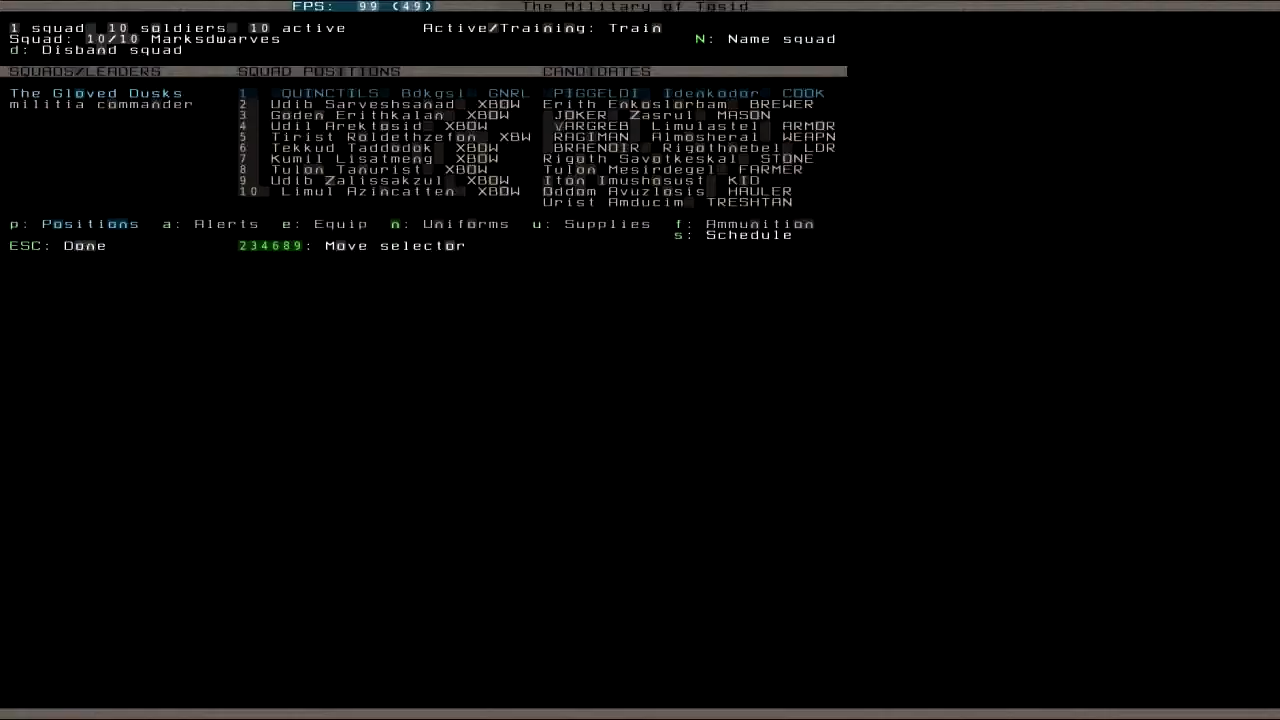 FPS: 99 (49) The Military of Tosid
1 squad 10 soldiers 10 active Active/Training: Train
Squad: 10/10 Marksdwarves N: Name squad
d: Disband squad
SQUADS/LEADERS SQUAD POSITIONS CANDIDATES
The Gloved Dusks 1 QUINCTILS Bdkgsl GNRL PIGGELDI Idenkodor COOK
militia commander 2 Udib Sarveshsanad XBOW Erith Enkoslorbam BREWER
3 Goden Erithkalan XBOW JOKER Zasrul MASON
4 Udil Arektosid XBOW VARGREB Limulastel ARMOR
5 Tirist Roldethzefon XBW RAGIMAN Almosheral WEAPN
6 Tekkud Taddodok XBOW BRAENOIR Rigothnebel LDR
7 Kumil Lisatmeng XBOW Rigoth Savotkeskal STONE
8 Tulon Tanurist XBOW Tulon Mesirdegel FARMER
9 Udib Zalissakzul XBOW Iton Imushosust KID
10 Limul Azincatten XBOW Oddom Avuzlosis HAULER
Urist Amducim TRESHTAN
p: Positions a: Alerts e: Equip n: Uniforms u: Supplies f: Ammunition
s: Schedule
ESC: Done 234689: Move selector